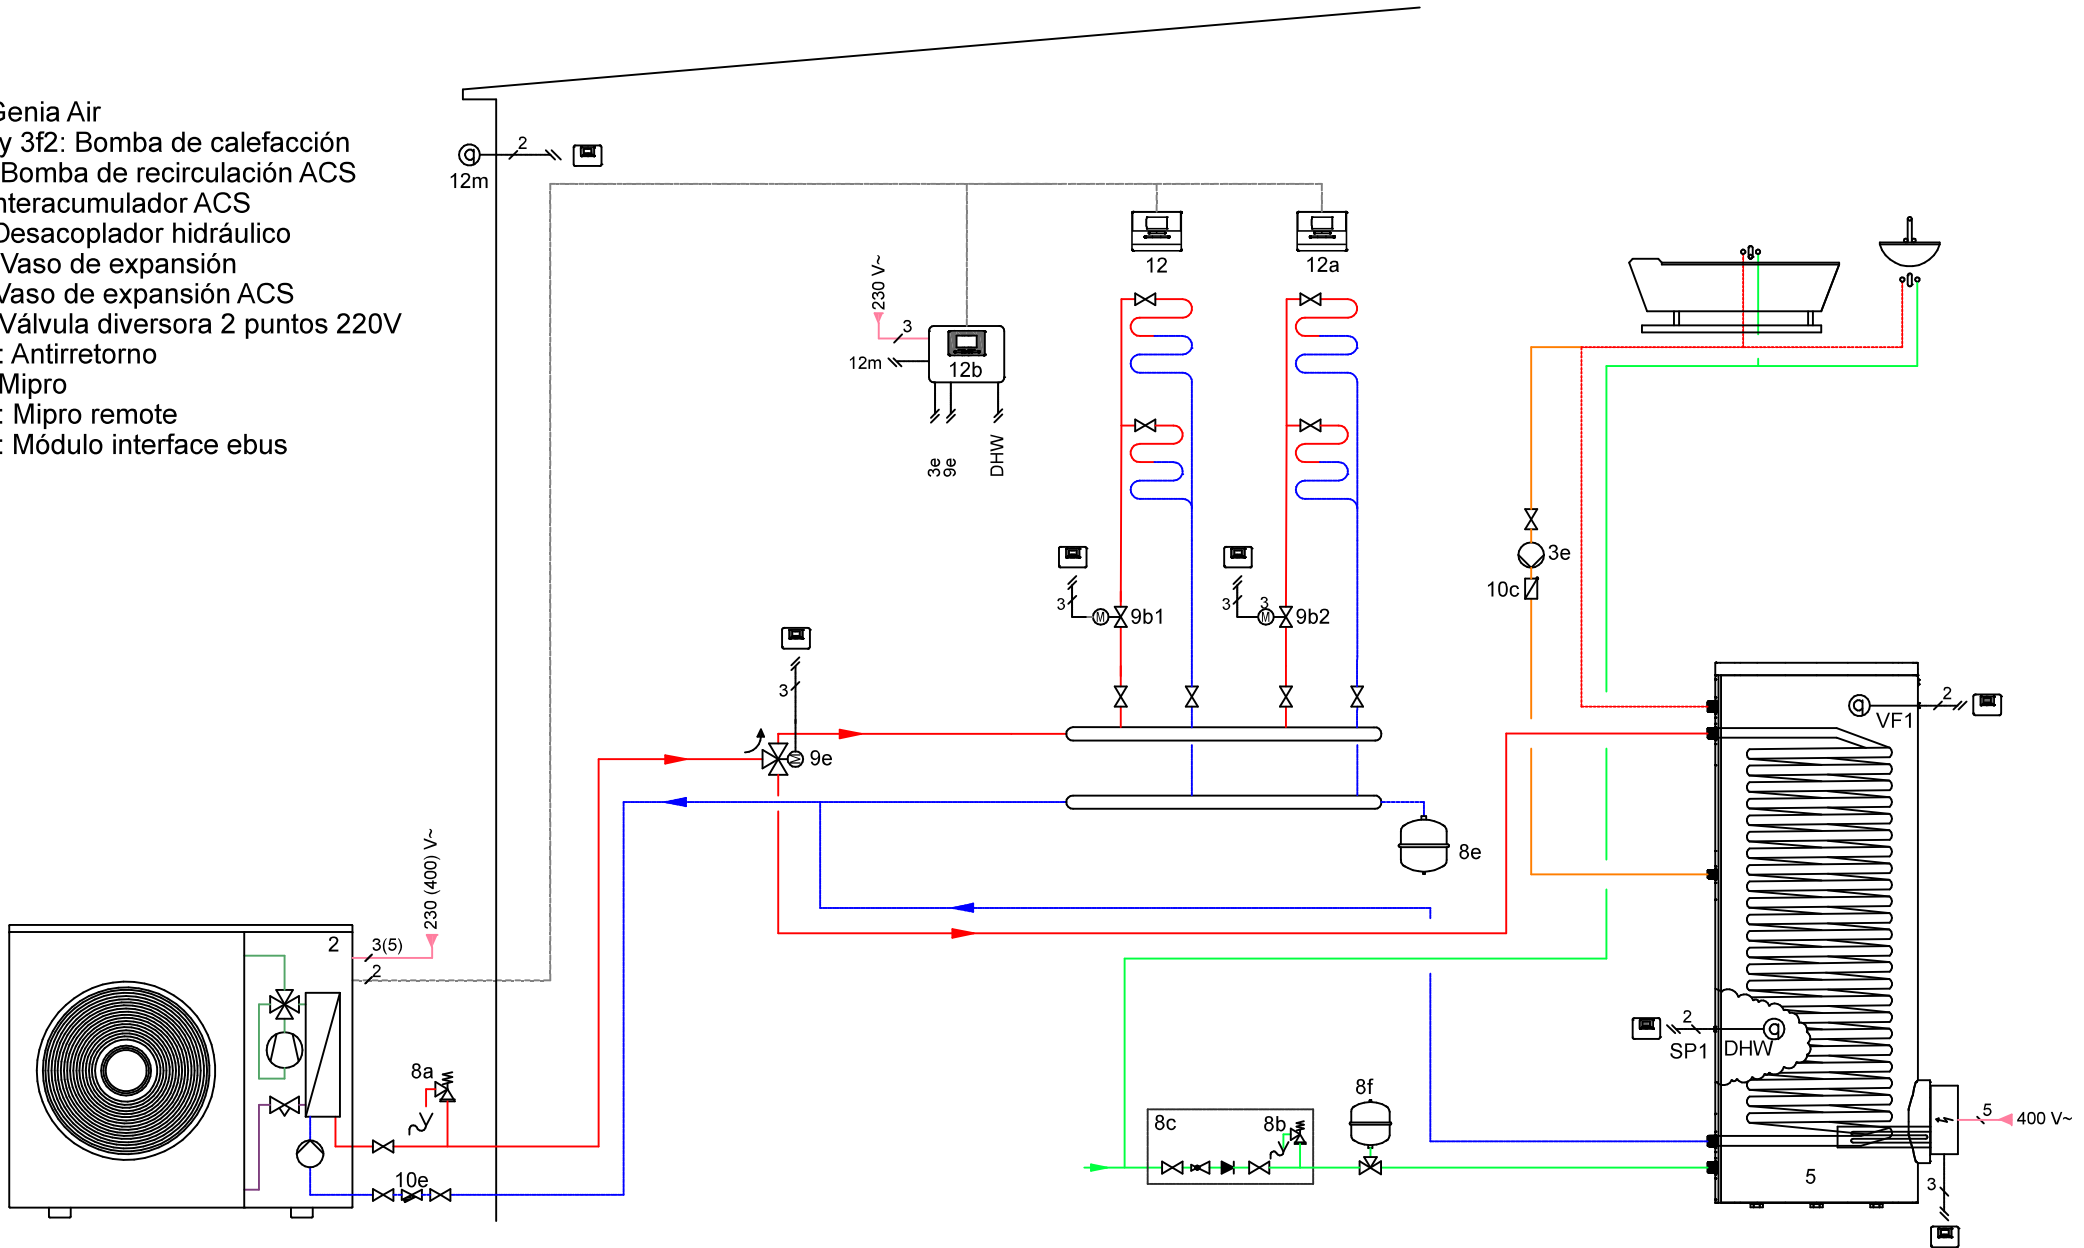 Genia Air
y 3f2: Bomba de calefacción
Bomba de recirculación ACS
nteracumulador ACS
Desacoplador hidráulico
Vaso de expansión
Vaso de expansión ACS
Válvula diversora 2 puntos 220V
: Antirretorno
Mipro
: Mipro remote
: Módulo interface ebus
2
12m
12
12a
230 V~
3
12m
12b
3e
9e
DHW
3
M
9b1
3
3
M
9b2
3
M
9e
3e
10c
2
VF1
8e
230 (400) V~
2
3(5)
2
8a
10e
2
SP1
DHW
8c
8b
8f
5
400 V~
5
3